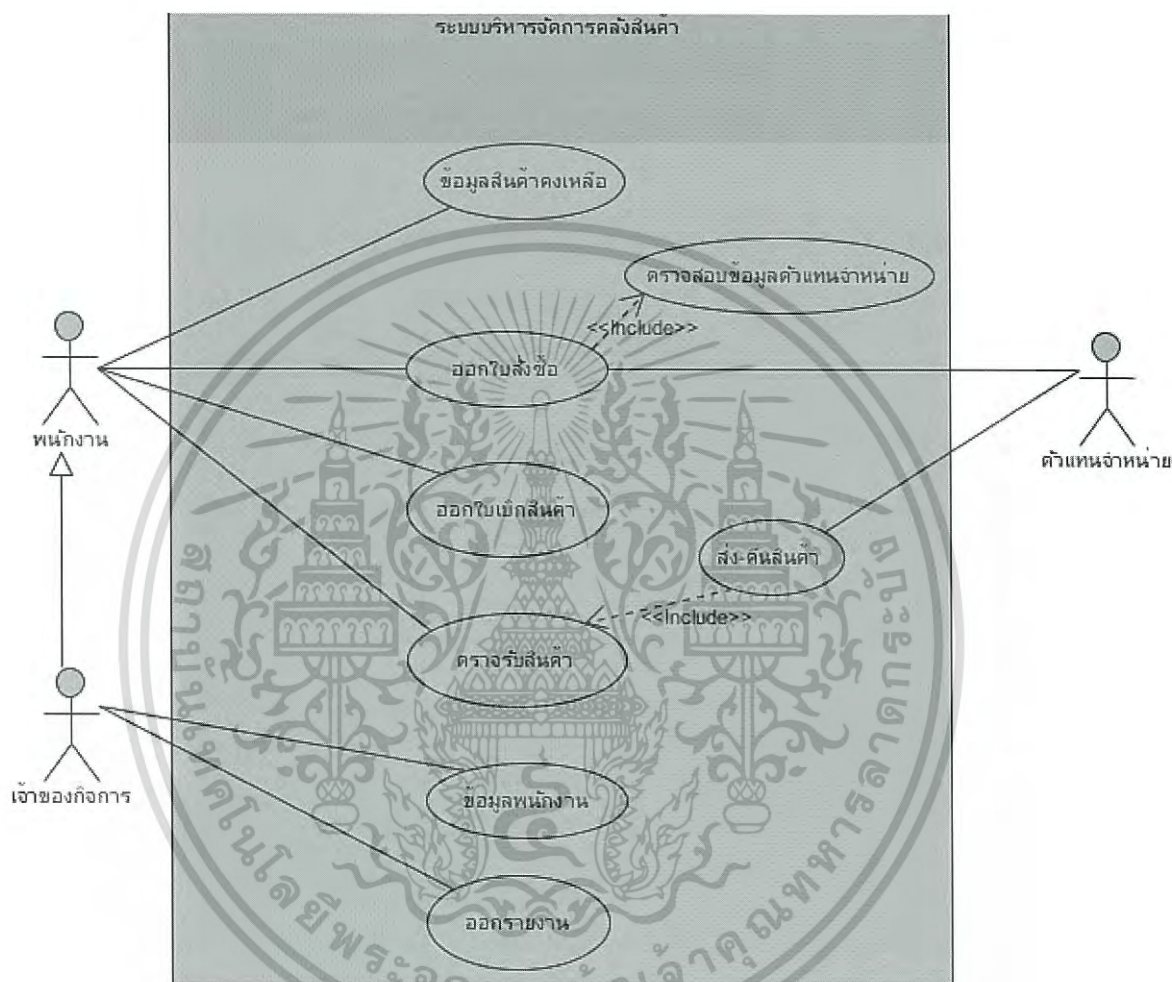 ระบบบริหารจัดการคลังสินค้า
ข้อมูลสินค้าคงเหลือ
ตรวจสอบข้อมูลตัวแทนจำหน่าย
<<Include>>
ออกใบสั่งซื้อ
พนักงาน
ตัวแทนจำหน่าย
ออกใบเบิกสินค้า
ส่ง-คืนสินค้า
<<Include>>
ตรวจรับสินค้า
เจ้าของกิจการ
ข้อมูลพนักงาน
ออกรายงาน